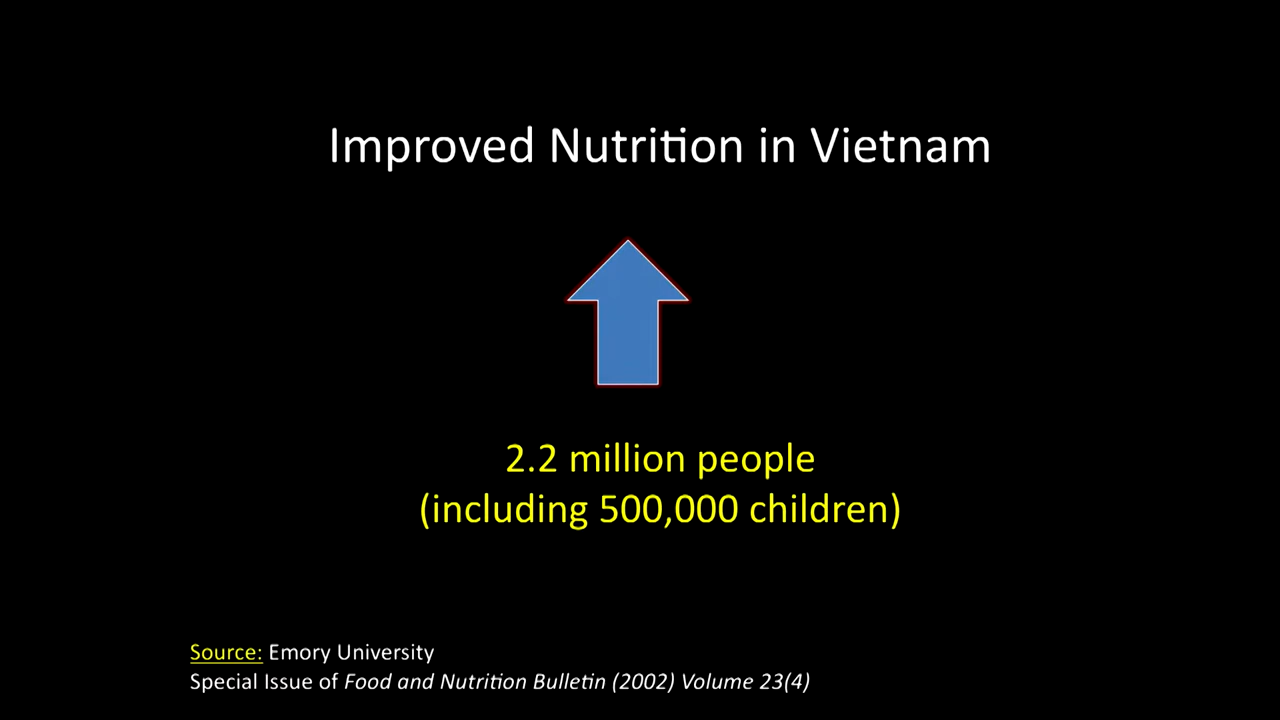 Improved Nutrition in Vietnam
2.2 million people
(including 500,000 children)
Source: Emory University
Special Issue of Food and Nutrition Bulletin (2002) Volume 23(4)